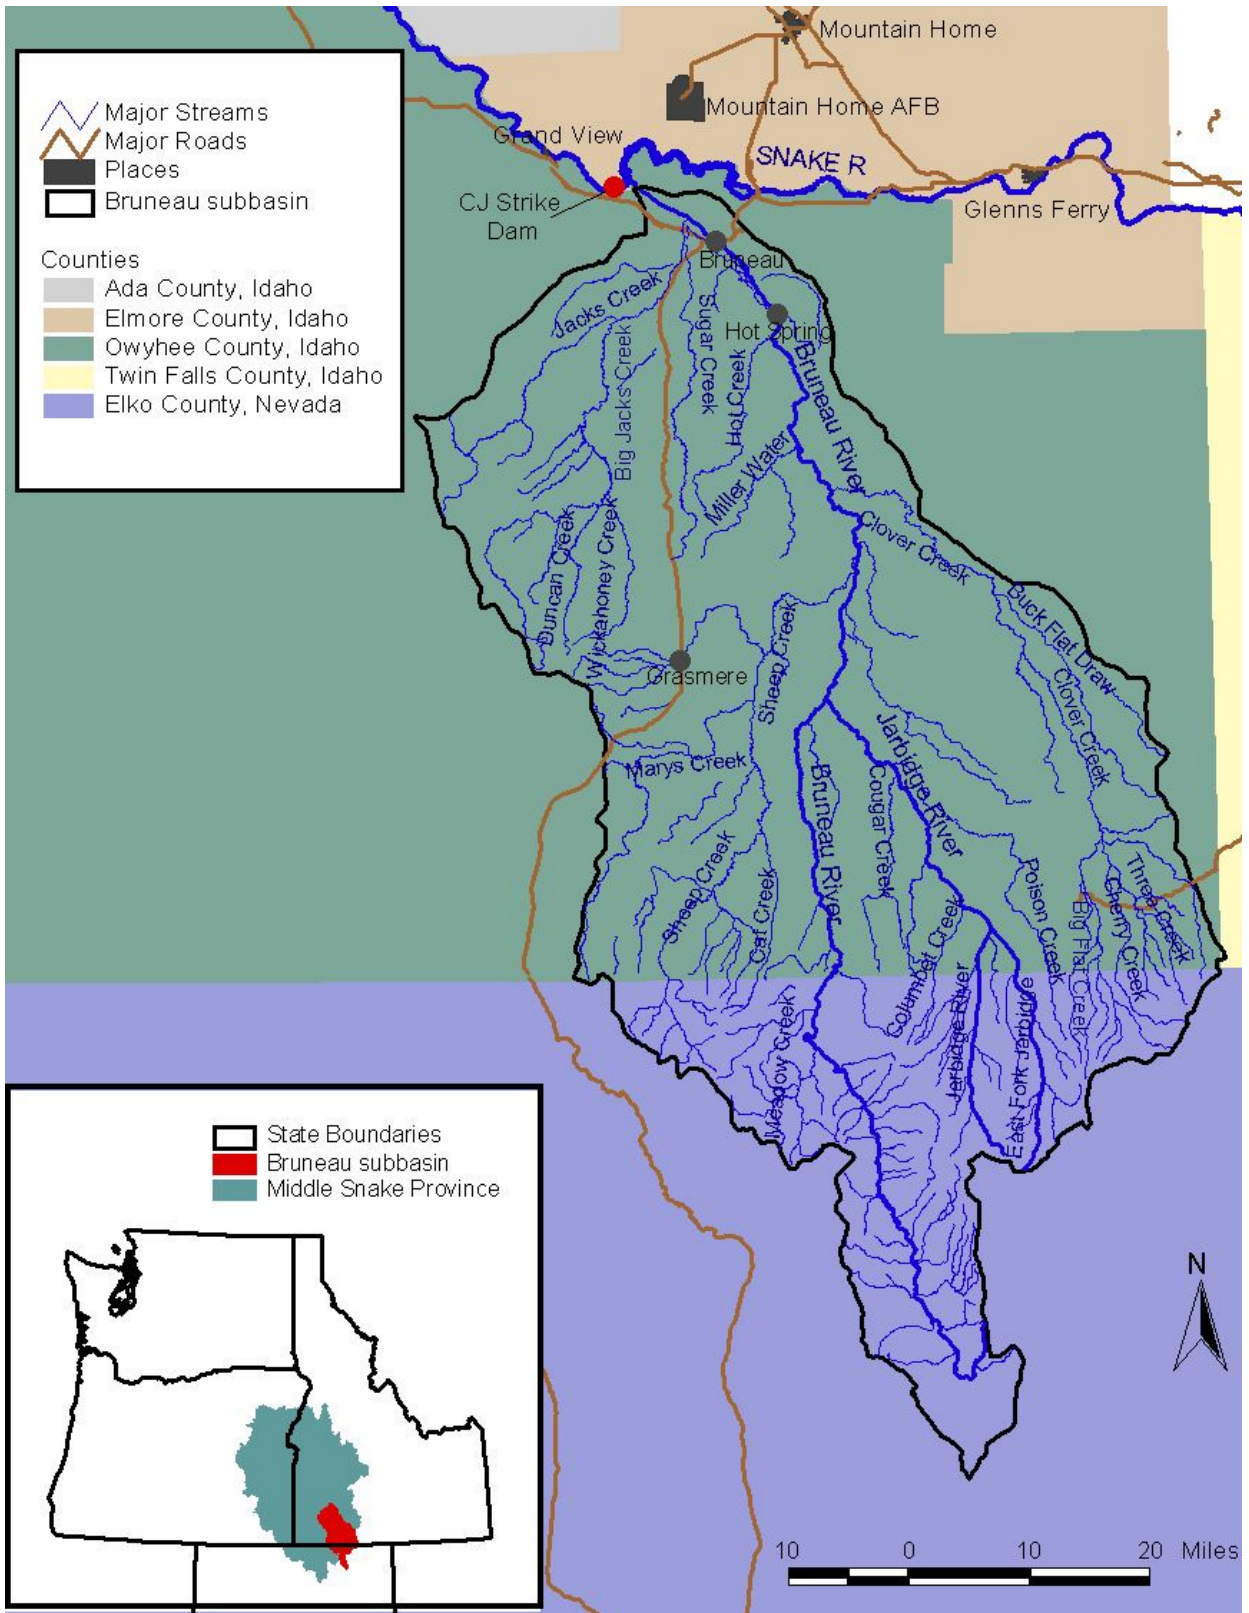 Mountain Home
Mountain Home AFB
Major Streams
Major Roads
Places
Bruneau subbasin
Counties
Ada County, Idaho
Elmore County, Idaho
Owyhee County, Idaho
Twin Falls County, Idaho
Elko County, Nevada
Grand View
SNAKE R
CJ Strike
Dam
Glenns Ferry
Bruneau
Jacks Creek
Sugar Creek
Hot Spring
Big Jacks Creek
Hot Creek
Bruneau River
Miller Water
Clover Creek
Duncan Creek
Wickahoney Creek
Buck Flat Draw
Grasmere
Sheep Creek
Clover Creek
Marys Creek
Jarbidge River
Bruneau River
Cougar Creek
Sheep Creek
Cat Creek
Poison Creek
Three Creek
Cherry Creek
Big Flat Creek
Columbet Creek
Jarbidge River
East Fork Jarbidge
Meadow Creek
State Boundaries
Bruneau subbasin
Middle Snake Province
N
10 0 10 20 Miles